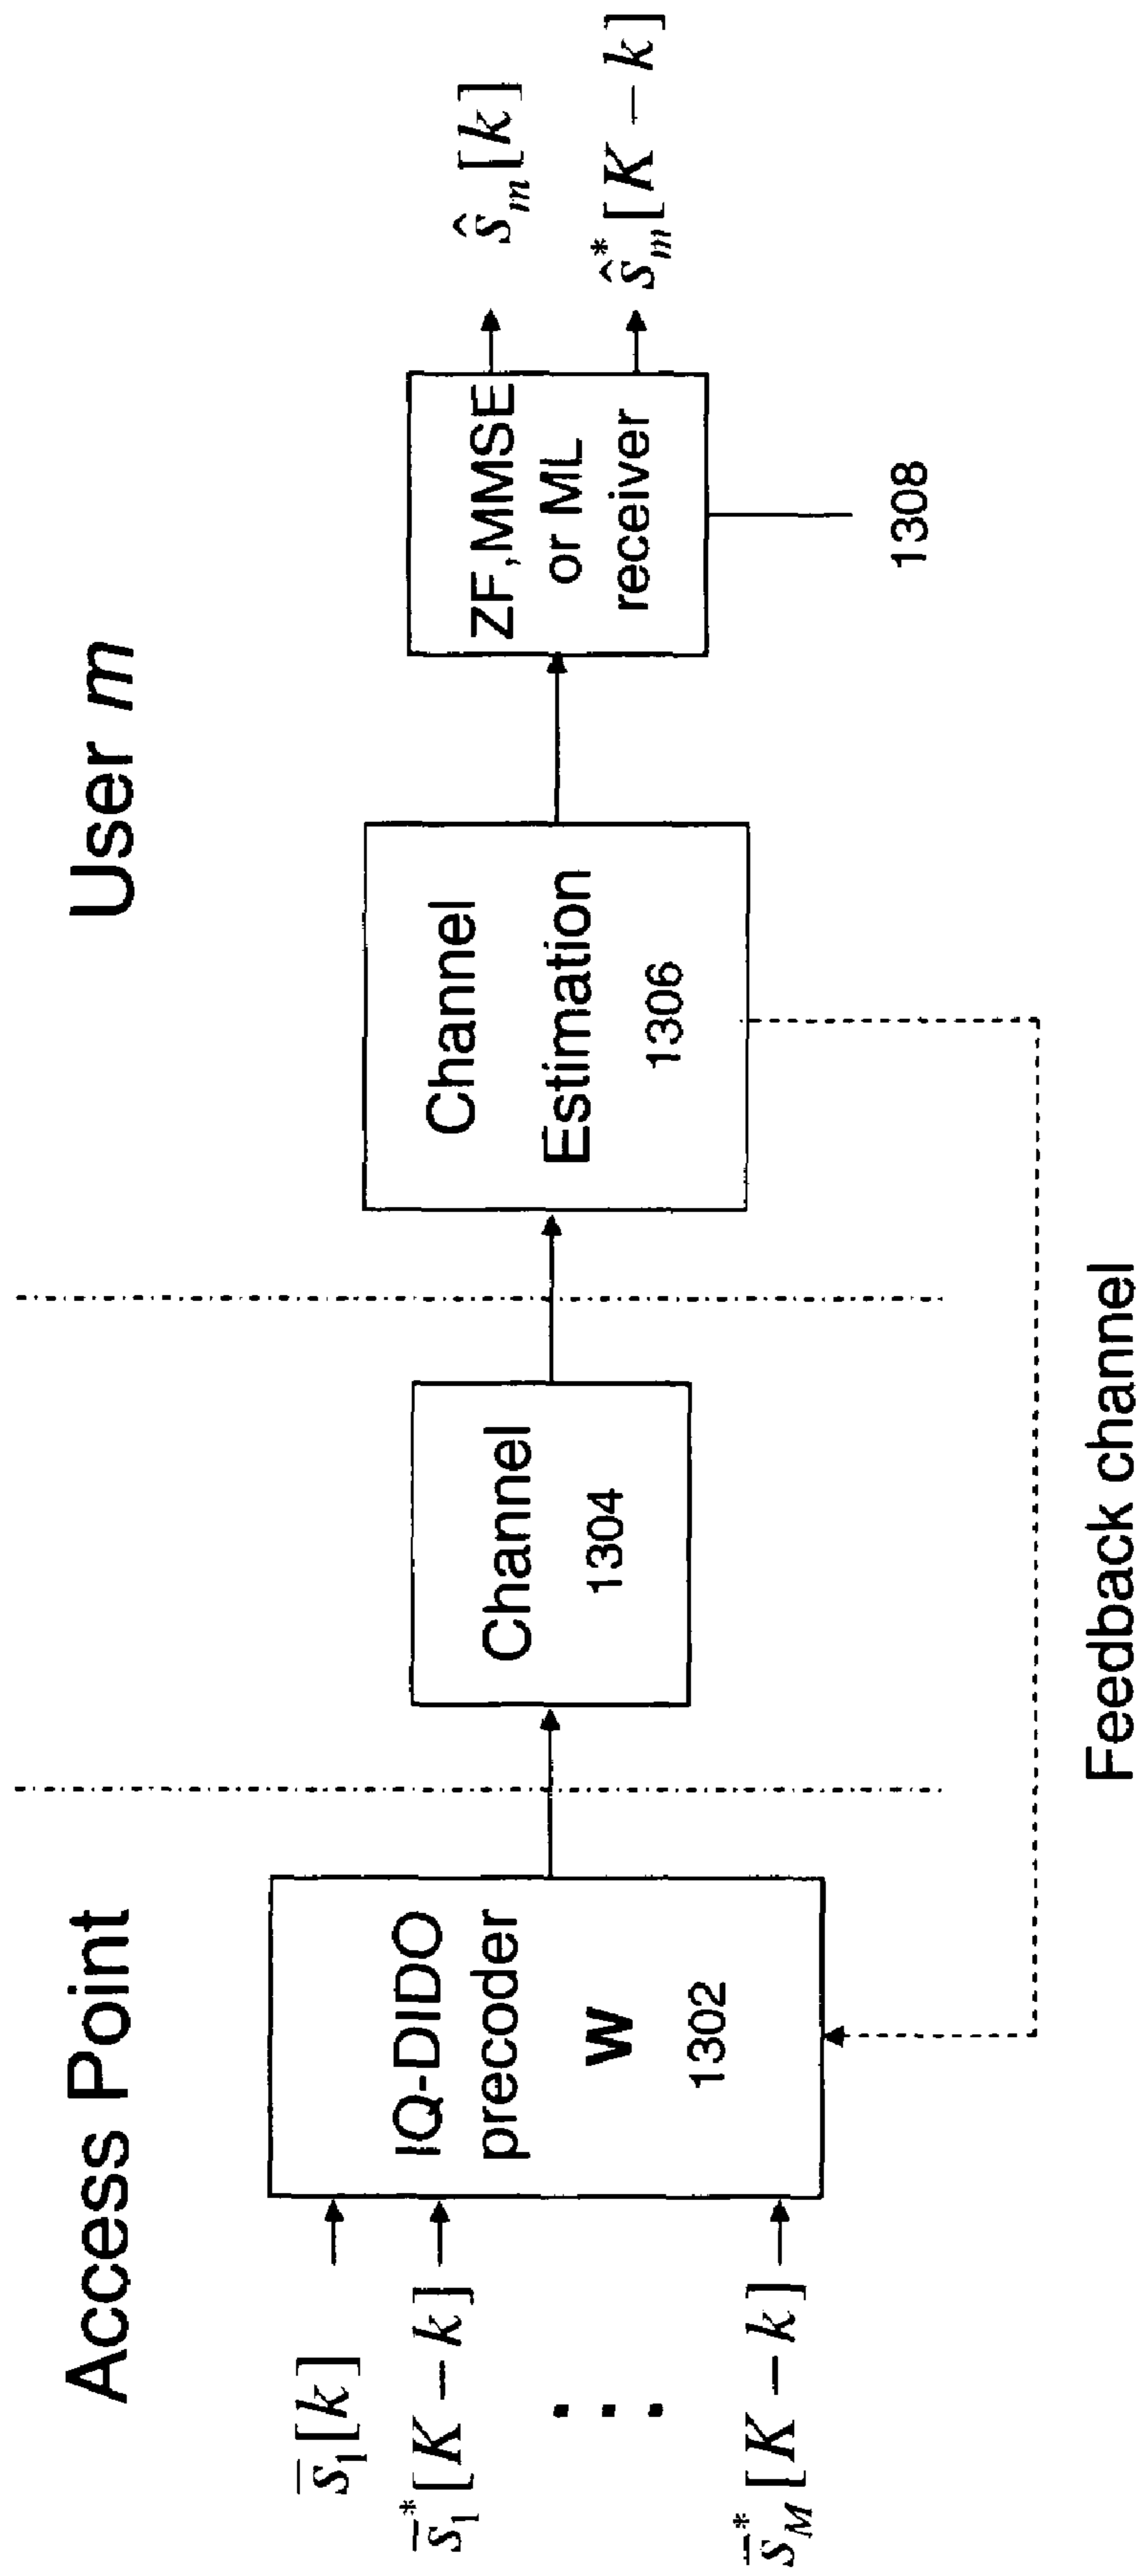 Access Point
User m
s̄₁[k]
s̄₁*[K − k]
⋮
s̄_M*[K − k]
IQ-DIDO
precoder
W
1302
Channel
1304
Channel
Estimation
1306
ZF,MMSE
or ML
receiver
1308
ŝₘ[k]
ŝₘ*[K − k]
Feedback channel